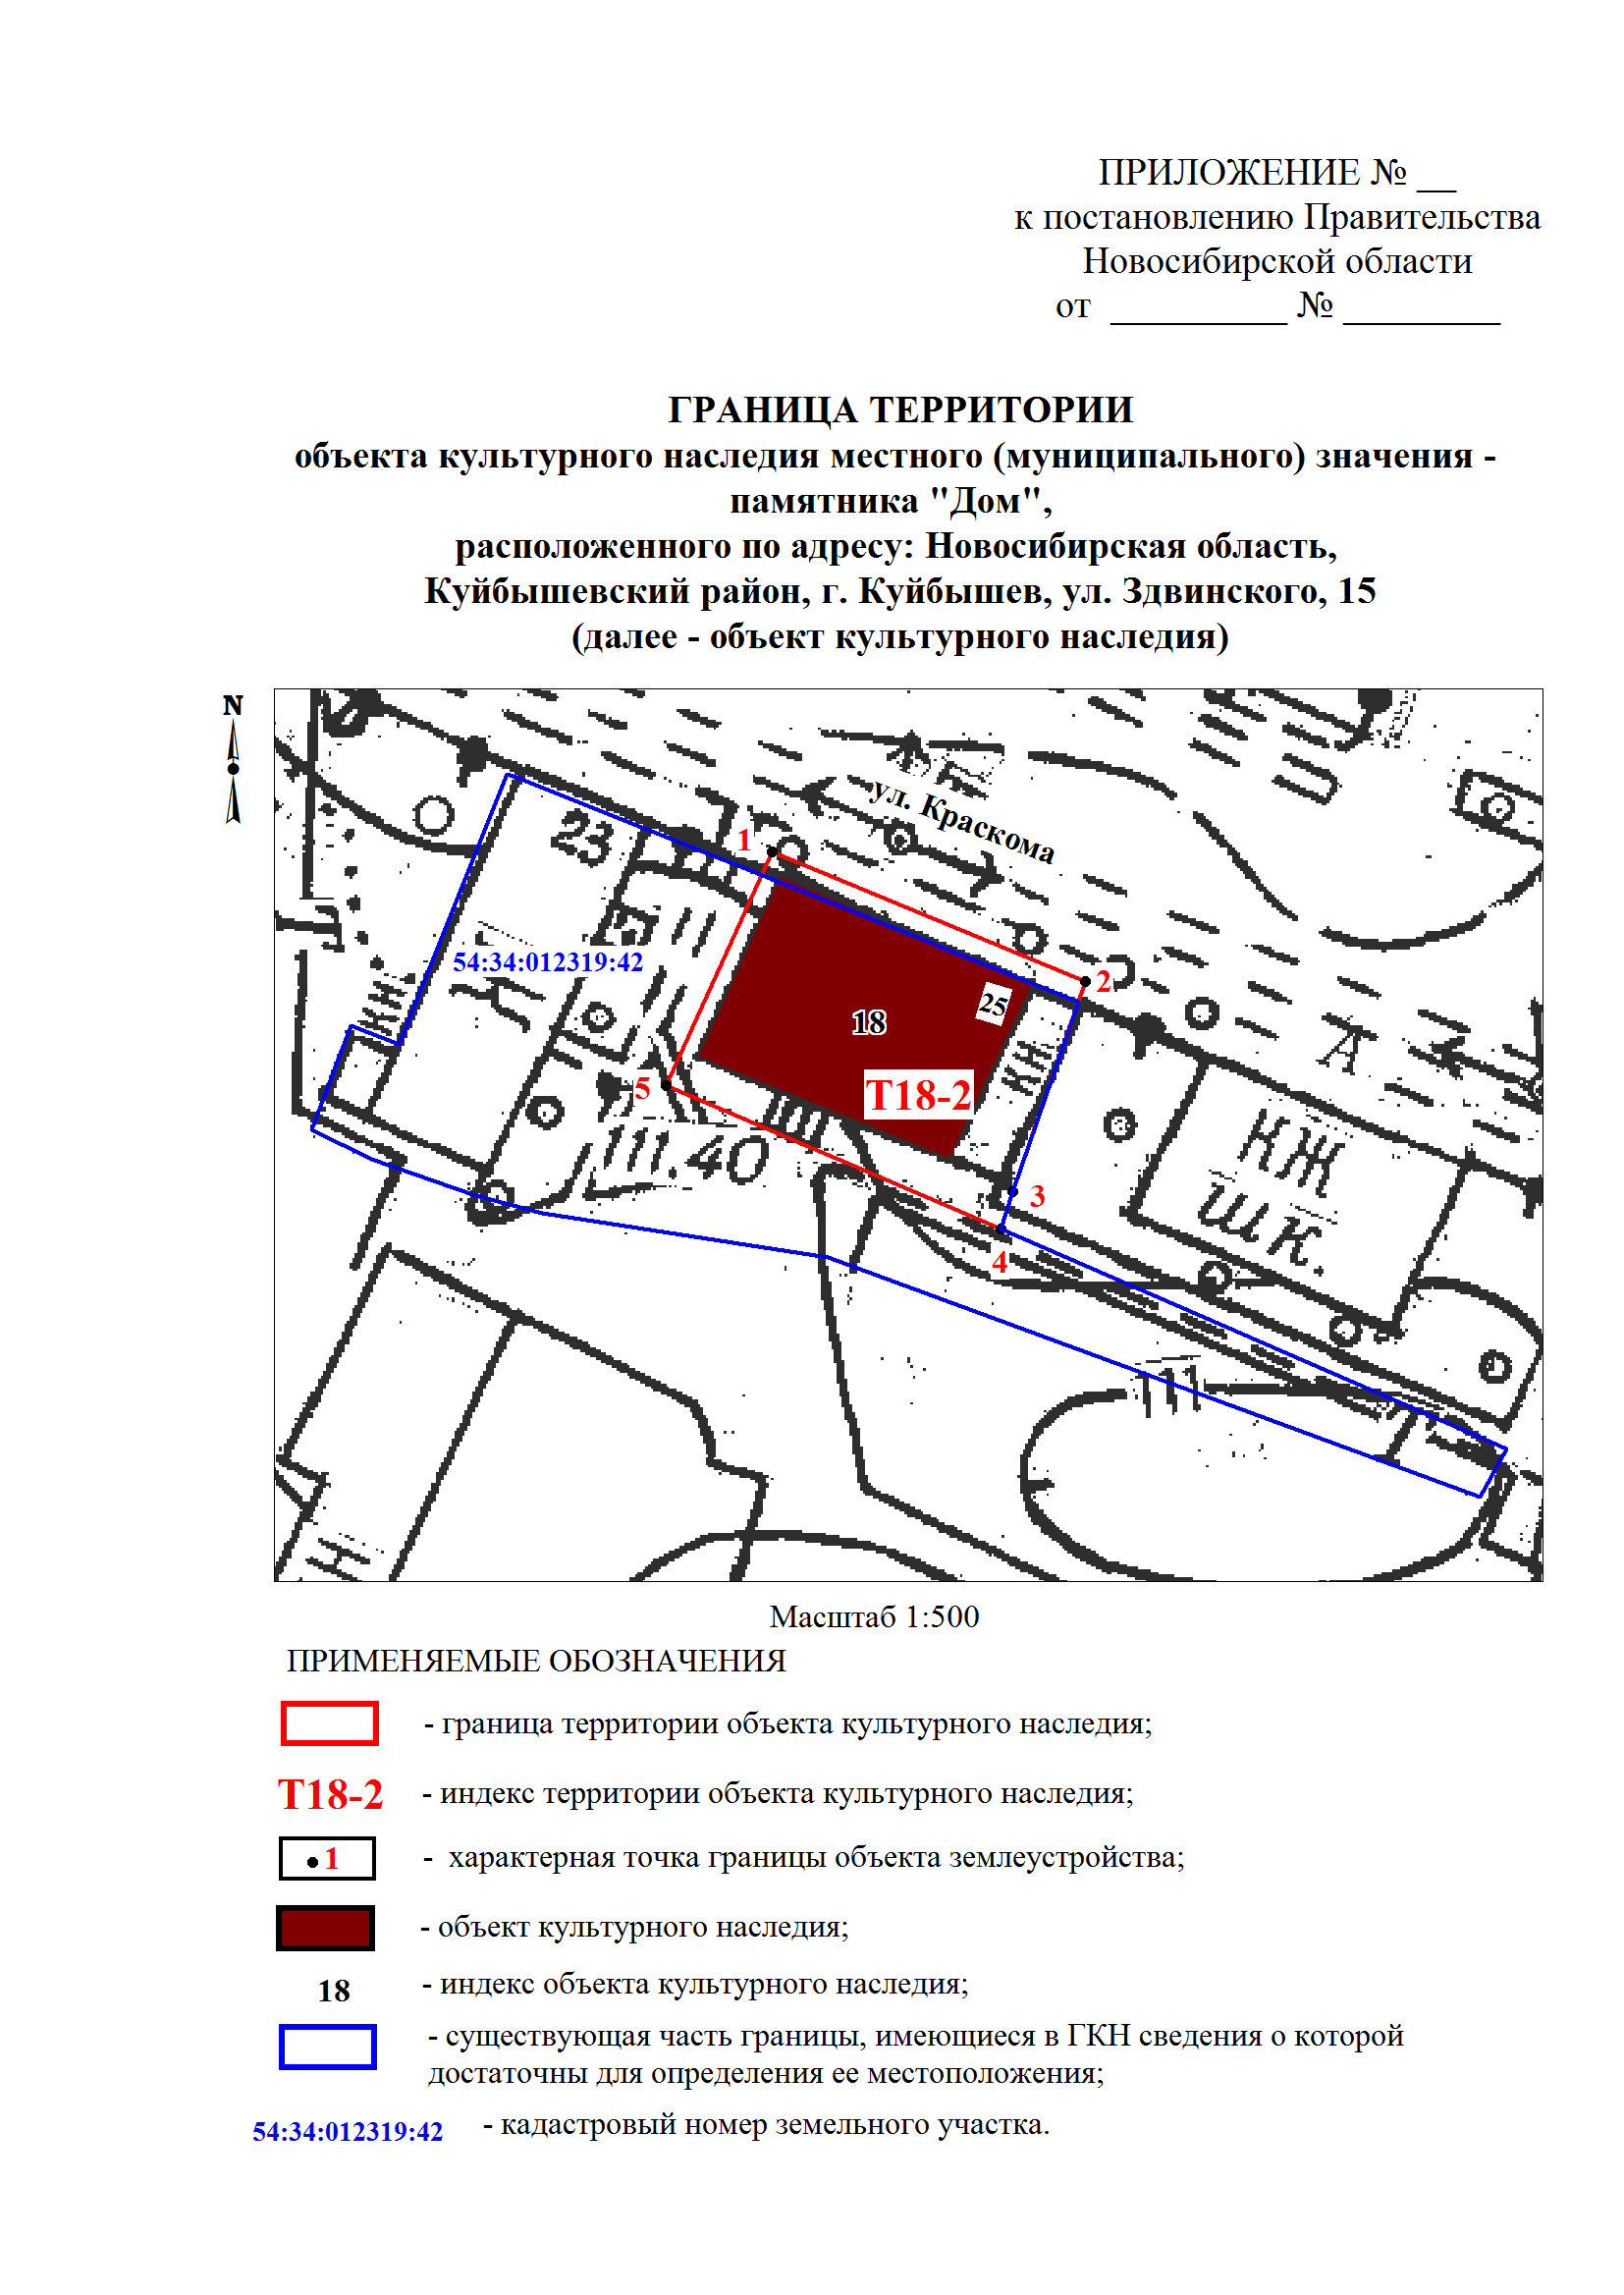 ПРИЛОЖЕНИЕ № __
к постановлению Правительства
Новосибирской области
от _________ № ________
ГРАНИЦА ТЕРРИТОРИИ
объекта культурного наследия местного (муниципального) значения -
памятника "Дом",
расположенного по адресу: Новосибирская область,
Куйбышевский район, г. Куйбышев, ул. Здвинского, 15
(далее - объект культурного наследия)
N
ул. Краскома
23
1
2
54:34:012319:42
КН
25
18
КН
А
Т18-2
5
111.40
КЖ
шк.
3
4
111
Масштаб 1:500
ПРИМЕНЯЕМЫЕ ОБОЗНАЧЕНИЯ
- граница территории объекта культурного наследия;
Т18-2 - индекс территории объекта культурного наследия;
1 - характерная точка границы объекта землеустройства;
- объект культурного наследия;
18 - индекс объекта культурного наследия;
- существующая часть границы, имеющиеся в ГКН сведения о которой
достаточны для определения ее местоположения;
54:34:012319:42 - кадастровый номер земельного участка.